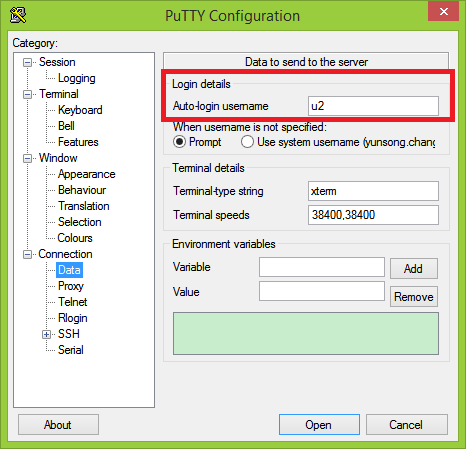 PuTTY Configuration
Category:
Session
Logging
Terminal
Keyboard
Bell
Features
Window
Appearance
Behaviour
Translation
Selection
Colours
Connection
Data
Proxy
Telnet
Rlogin
SSH
Serial
Data to send to the server
Login details
Auto-login username u2
When username is not specified:
Prompt Use system username (yunsong.chang
Terminal details
Terminal-type string xterm
Terminal speeds 38400,38400
Environment variables
Variable Add
Value Remove
About Open Cancel